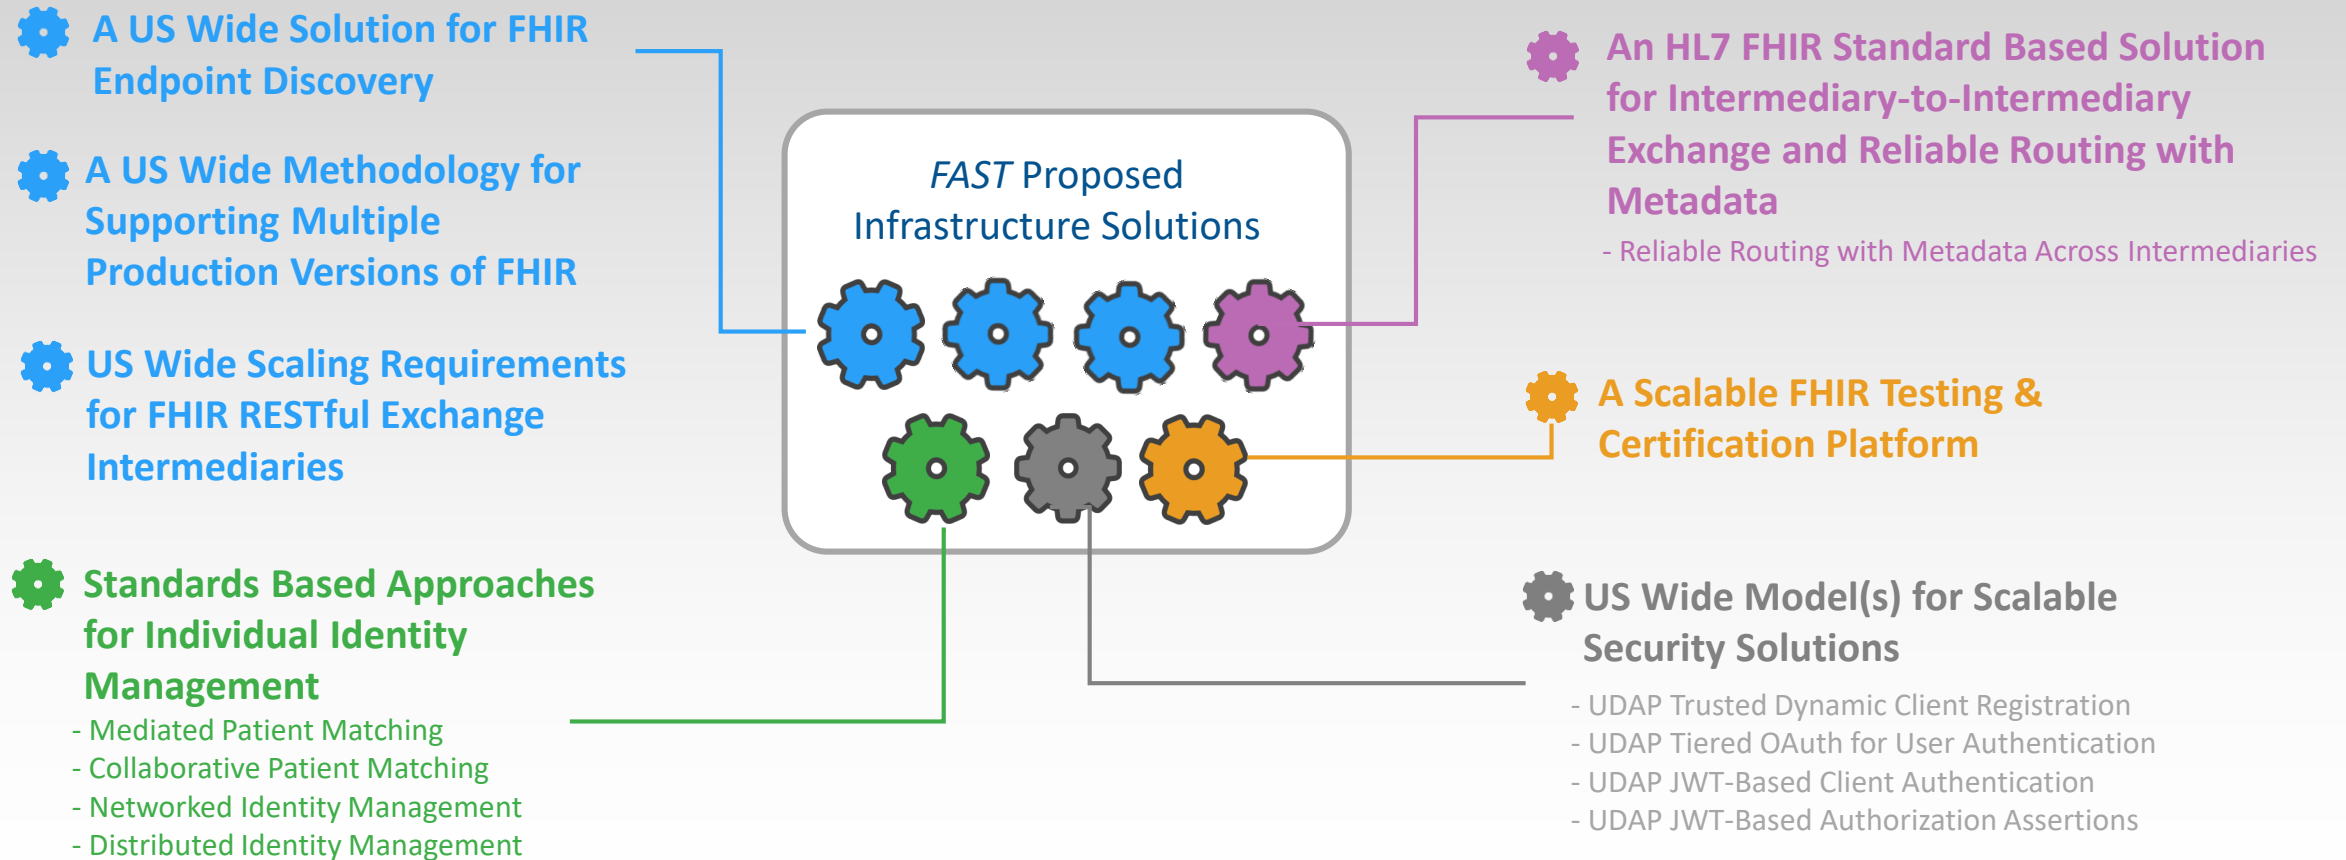 A US Wide Solution for FHIR
Endpoint Discovery
A US Wide Methodology for
Supporting Multiple
Production Versions of FHIR
US Wide Scaling Requirements
for FHIR RESTful Exchange
Intermediaries
Standards Based Approaches
for Individual Identity
Management
- Mediated Patient Matching
- Collaborative Patient Matching
- Networked Identity Management
- Distributed Identity Management
FAST Proposed
Infrastructure Solutions
An HL7 FHIR Standard Based Solution
for Intermediary-to-Intermediary
Exchange and Reliable Routing with
Metadata
- Reliable Routing with Metadata Across Intermediaries
A Scalable FHIR Testing &
Certification Platform
US Wide Model(s) for Scalable
Security Solutions
- UDAP Trusted Dynamic Client Registration
- UDAP Tiered OAuth for User Authentication
- UDAP JWT-Based Client Authentication
- UDAP JWT-Based Authorization Assertions